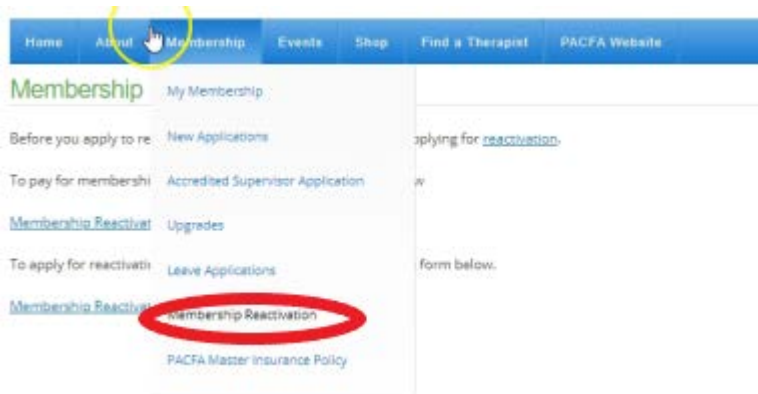 Home About Membership Events Shop Find a Therapist PACFA Website
Membership
My Membership
Before you apply to re
New Applications
plying for reactivation.
To pay for membershi
Accredited Supervisor Application
w
Membership Reactivat
Upgrades
To apply for reactivati
Leave Applications
form below.
Membership Reactivat
Membership Reactivation
PACFA Master Insurance Policy